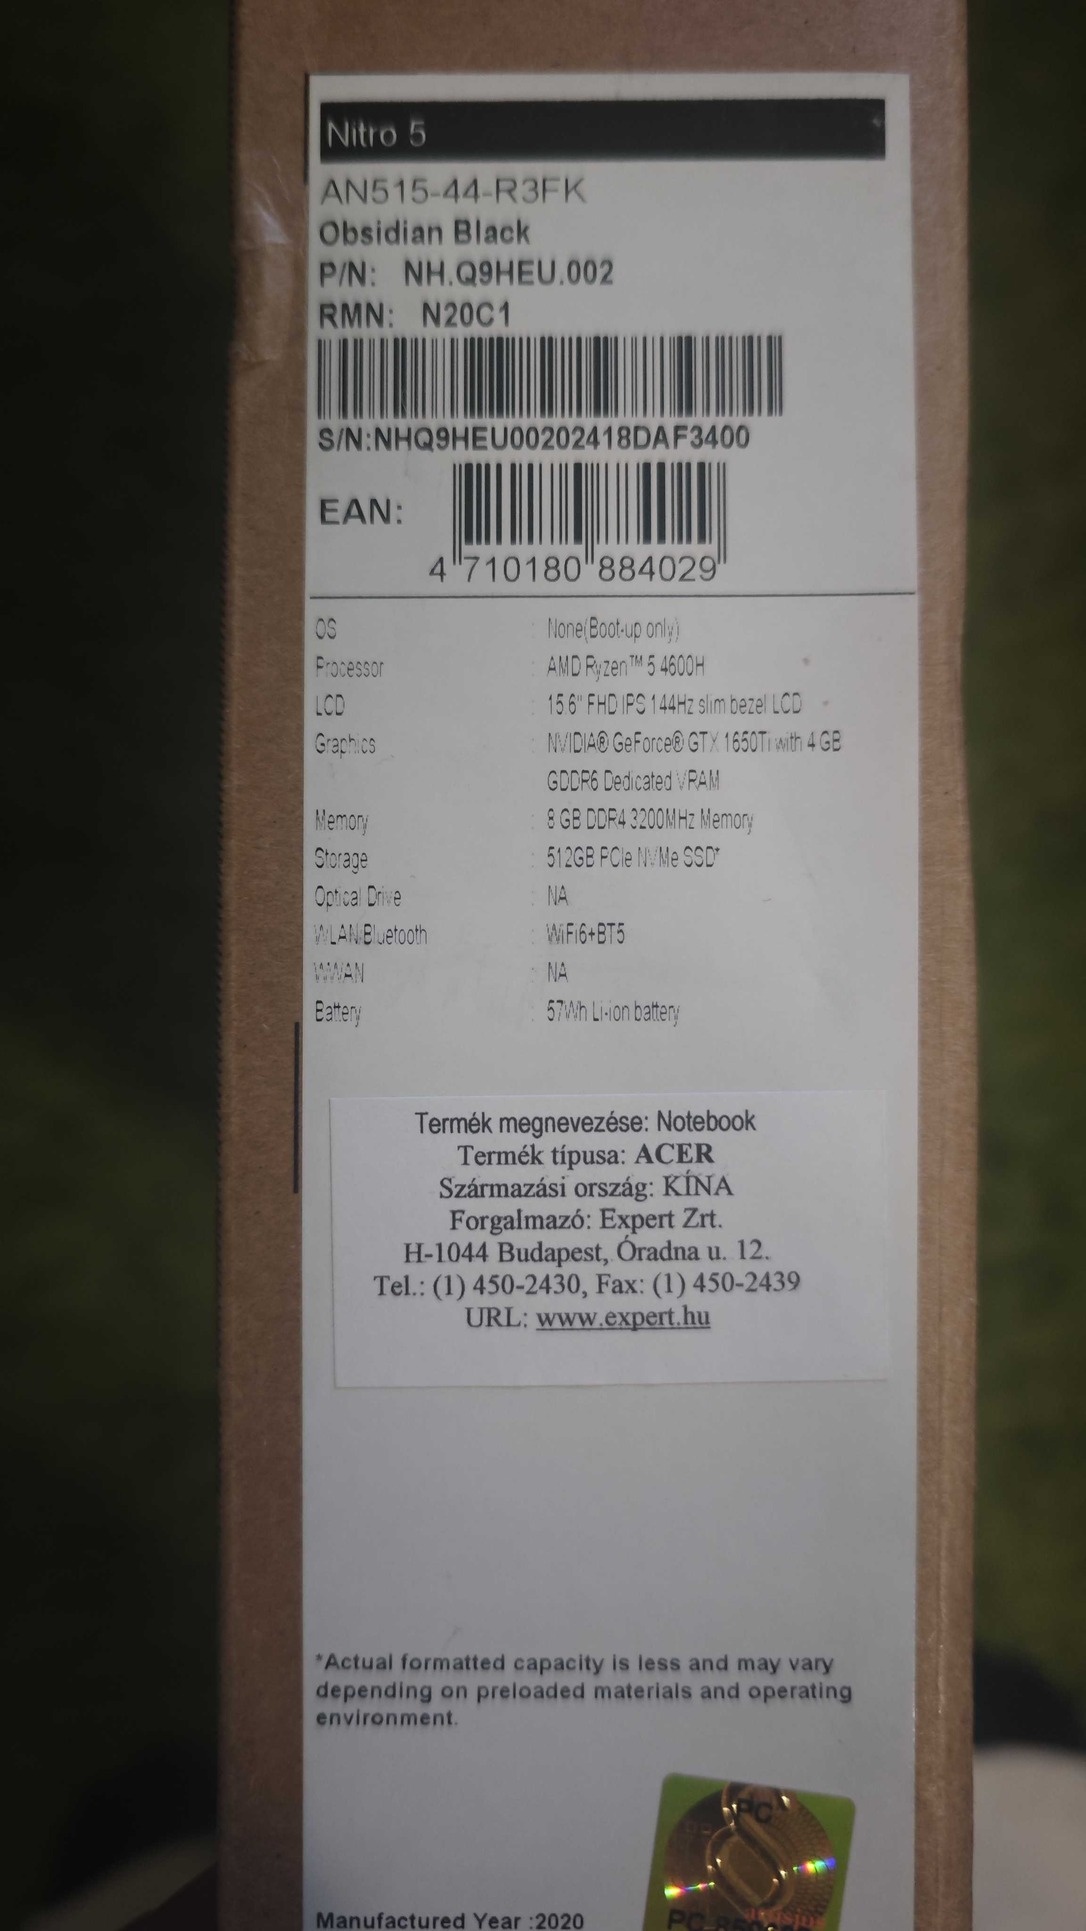 Nitro 5
AN515-44-R3FK
Obsidian Black
P/N: NH.Q9HEU.002
RMN: N20C1
S/N:NHQ9HEU00202418DAF3400
EAN:
4 710180 884029
OS : None(Boot-up only)
Processor : AMD Ryzen™ 5 4600H
LCD : 15.6" FHD IPS 144Hz slim bezel LCD
Graphics : NVIDIA® GeForce® GTX 1650Ti with 4 GB
GDDR6 Dedicated VRAM
Memory : 8 GB DDR4 3200MHz Memory
Storage : 512GB PCIe NVMe SSD*
Optical Drive : NA
WLAN/Bluetooth : WiFi6+BT5
WWAN : NA
Battery : 57Wh Li-ion battery
Termék megnevezése: Notebook
Termék típusa: ACER
Származási ország: KÍNA
Forgalmazó: Expert Zrt.
H-1044 Budapest, Óradna u. 12.
Tel.: (1) 450-2430, Fax: (1) 450-2439
URL: www.expert.hu
*Actual formatted capacity is less and may vary
depending on preloaded materials and operating
environment.
PC
Manufactured Year :2020